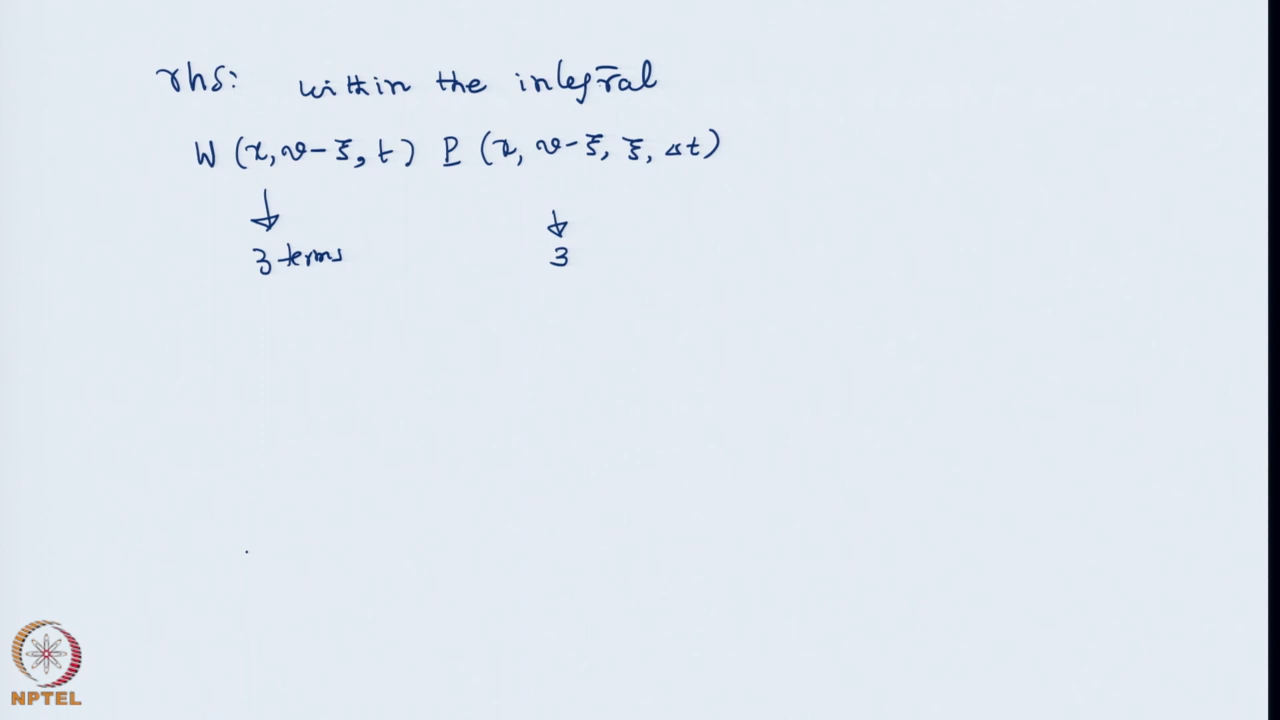 rhs: within the integral
W (x, v - ξ, t) P (x, v - ξ, ξ, Δt)
↓ ↓
3 terms 3
NPTEL